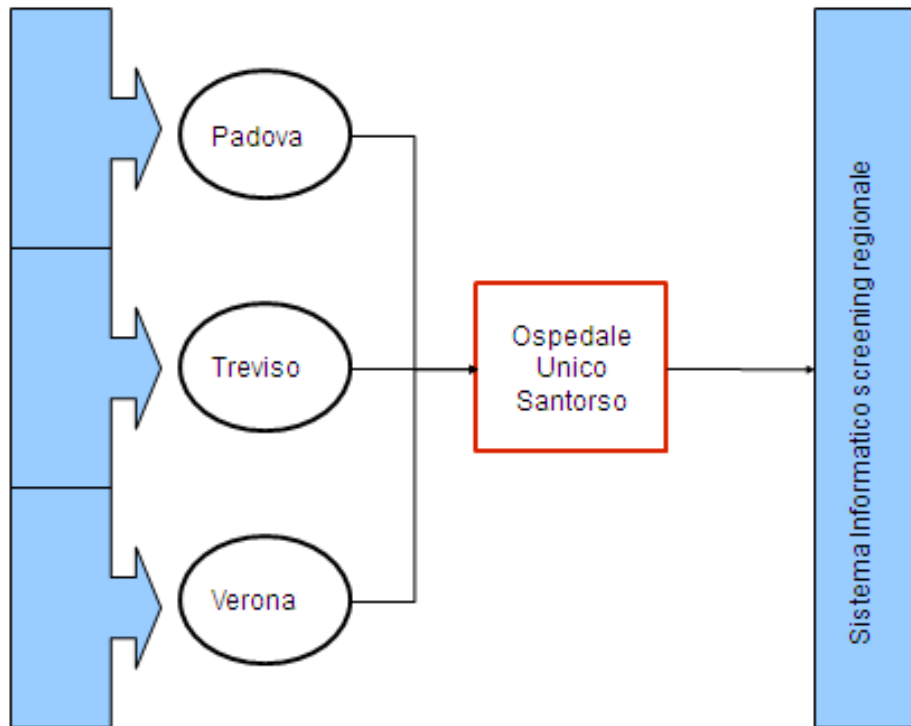 Padova
Treviso
Verona
Ospedale
Unico
Santorso
Sistema Informatico screening regionale